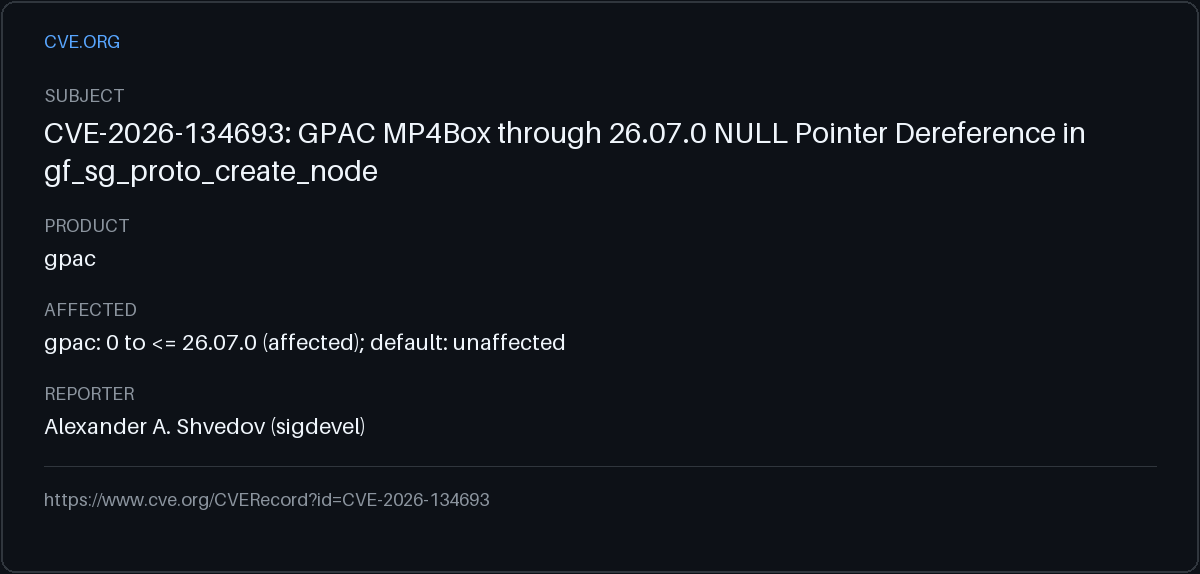 CVE.ORG
SUBJECT
CVE-2026-134693: GPAC MP4Box through 26.07.0 NULL Pointer Dereference in
gf_sg_proto_create_node
PRODUCT
gpac
AFFECTED
gpac: 0 to <= 26.07.0 (affected); default: unaffected
REPORTER
Alexander A. Shvedov (sigdevel)
https://www.cve.org/CVERecord?id=CVE-2026-134693